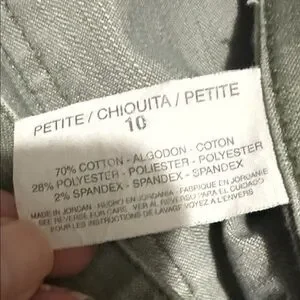 PETITE / CHIQUITA / PETITE
10
70% COTTON - ALGODON - COTON
28% POLYESTER - POLIESTER - POLYESTER
2% SPANDEX - SPANDEX - SPANDEX
MADE IN JORDAN - HECHO EN JORDANIA - FABRIQUE EN JORDANIE
SEE REVERSE FOR CARE. VER AL REVERSO PARA EL CUIDADO
POUR LES INSTRUCTIONS DE LAVAGE VOYEZ A L'ENVERS